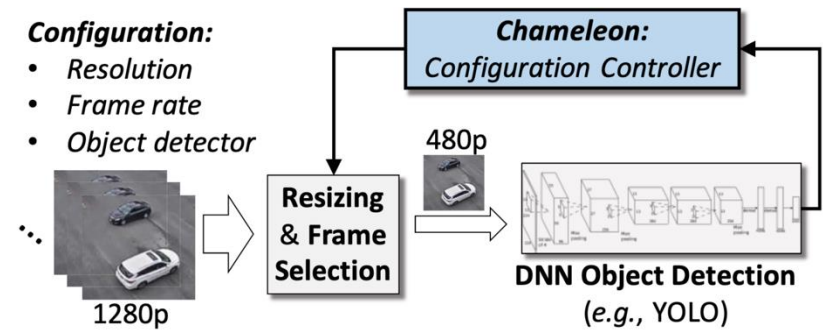 Configuration:
• Resolution
• Frame rate
• Object detector
Chameleon:
Configuration Controller
...
1280p
Resizing
& Frame
Selection
480p
DNN Object Detection
(e.g., YOLO)